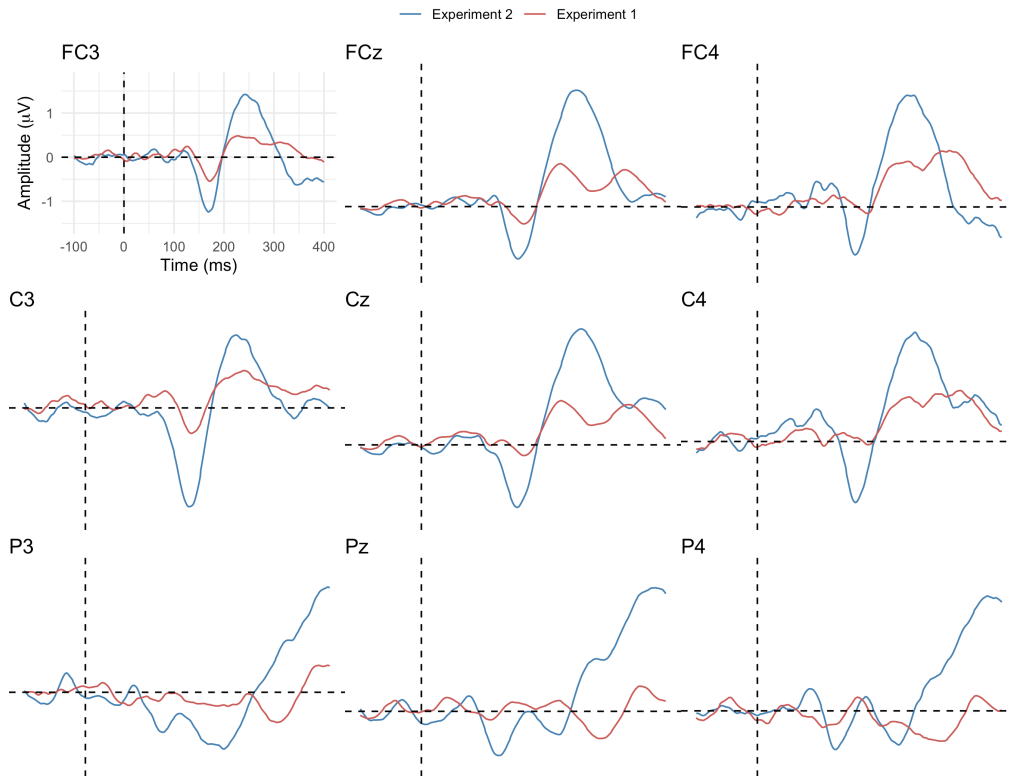 Experiment 2 Experiment 1
FC3
FCz
FC4
Amplitude (μV)
1
0
-1
-100 0 100 200 300 400
Time (ms)
C3
Cz
C4
P3
Pz
P4